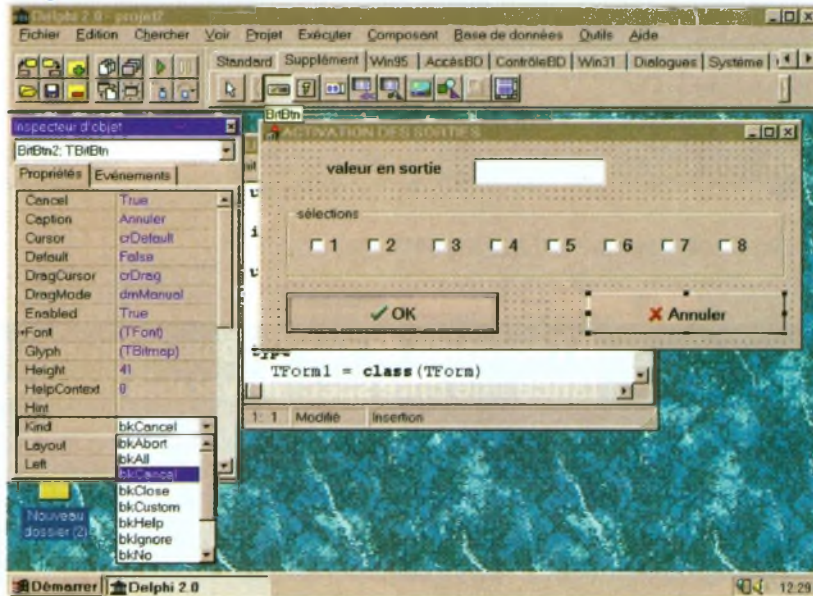 Delphi 2.0 - projet2
Fichier Edition Chercher Voir Projet Exécuter Composant Base de données Outils Aide
Standard Supplément Win95 AccèsBD ContrôleBD Win31 Dialogues Système
BitBtn
Inspecteur d'objet
BitBtn2: TBitBtn
Propriétés Evénements
Cancel True
Caption Annuler
Cursor crDefault
Default False
DragCursor crDrag
DragMode dmManual
Enabled True
+Font (TFont)
Glyph (TBitmap)
Height 41
HelpContext 0
Hint
Kind bkCancel
Layout
Left
bkAbort
bkAll
bkCancel
bkClose
bkCustom
bkHelp
bkIgnore
bkNo
ACTIVATION DES SORTIES
valeur en sortie
sélections
1 2 3 4 5 6 7 8
OK
Annuler
type
TForm1 = class(TForm)
1: 1 Modifié Insertion
Nouveau
dossier (2)
Démarrer Delphi 2.0 12:29